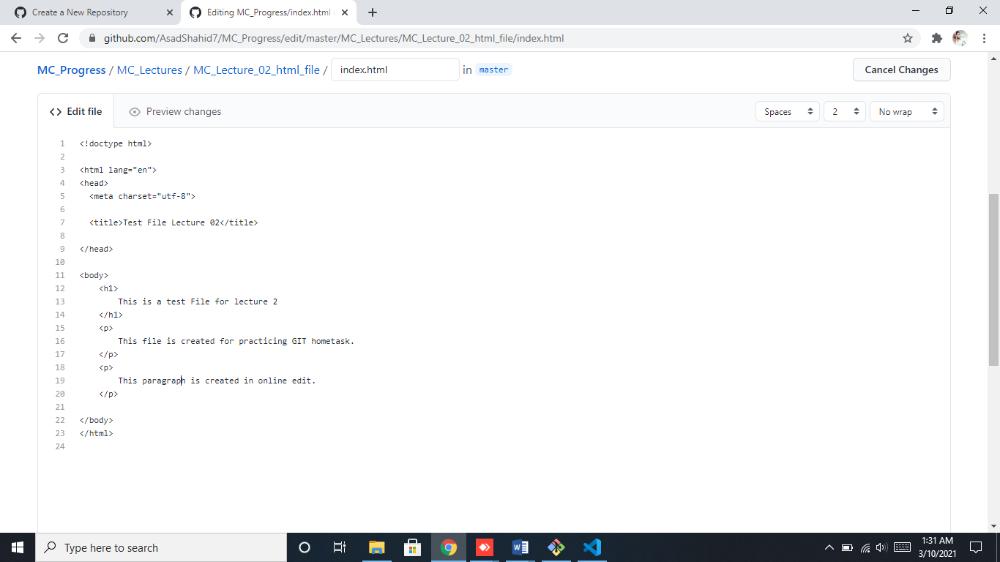 Create a New Repository
Editing MC_Progress/index.html
github.com/AsadShahid7/MC_Progress/edit/master/MC_Lectures/MC_Lecture_02_html_file/index.html
MC_Progress / MC_Lectures / MC_Lecture_02_html_file / index.html in master Cancel Changes
Edit file Preview changes Spaces 2 No wrap
1 <!doctype html>
2
3 <html lang="en">
4 <head>
5 <meta charset="utf-8">
6
7 <title>Test File Lecture 02</title>
8
9 </head>
10
11 <body>
12 <h1>
13 This is a test File for lecture 2
14 </h1>
15 <p>
16 This file is created for practicing GIT hometask.
17 </p>
18 <p>
19 This paragraph is created in online edit.
20 </p>
21
22 </body>
23 </html>
24
Type here to search
1:31 AM
3/10/2021